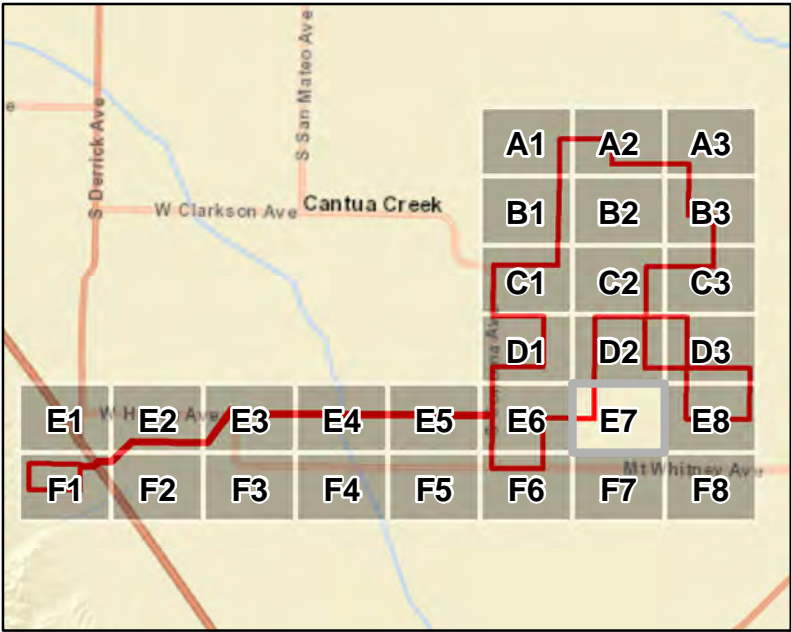 e
S Derrick Ave
S San Mateo Ave
W Clarkson Ave
Cantua Creek
A1 A2 A3
B1 B2 B3
C1 C2 C3
D1 D2 D3
E1 E2 E3 E4 E5 E6 E7 E8
F1 F2 F3 F4 F5 F6 F7 F8
Mt Whitney Ave